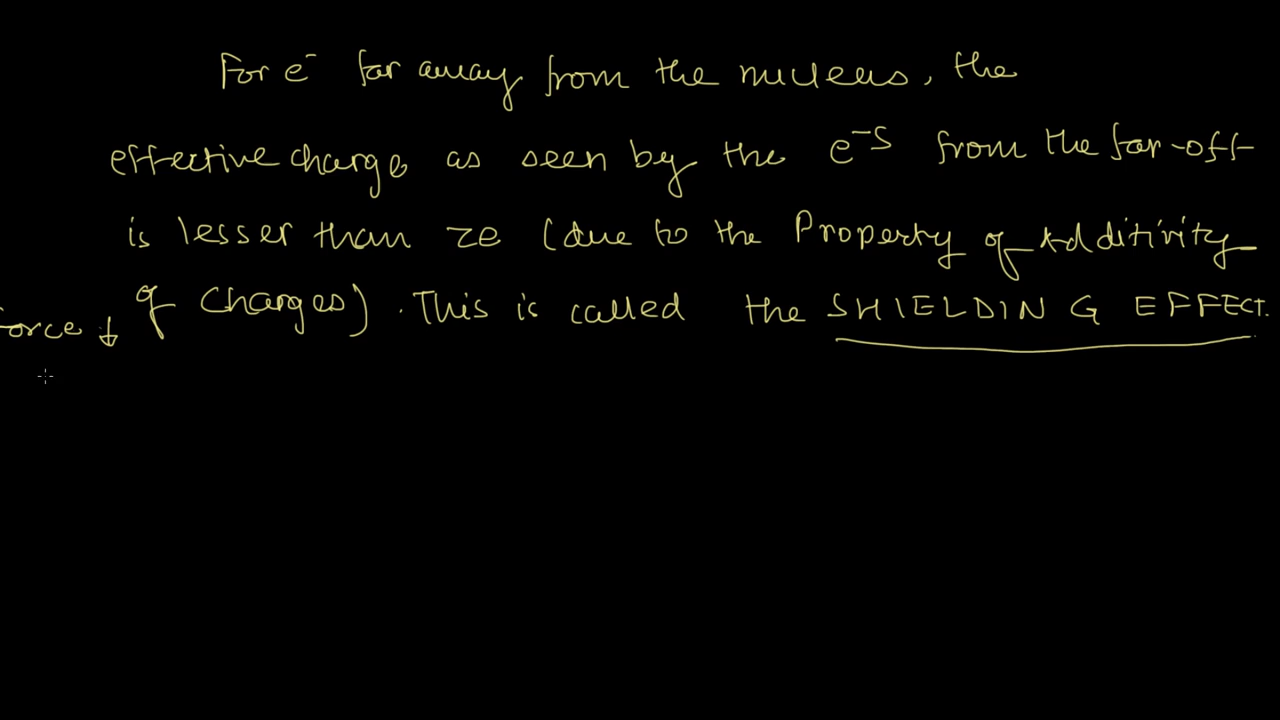 For e⁻ far away from the nucleus, the
effective charge as seen by the e⁻s from the far-off
is lesser than ze (due to the Property of Additivity
of Charges). This is called the SHIELDING EFFECT.
Force ↓